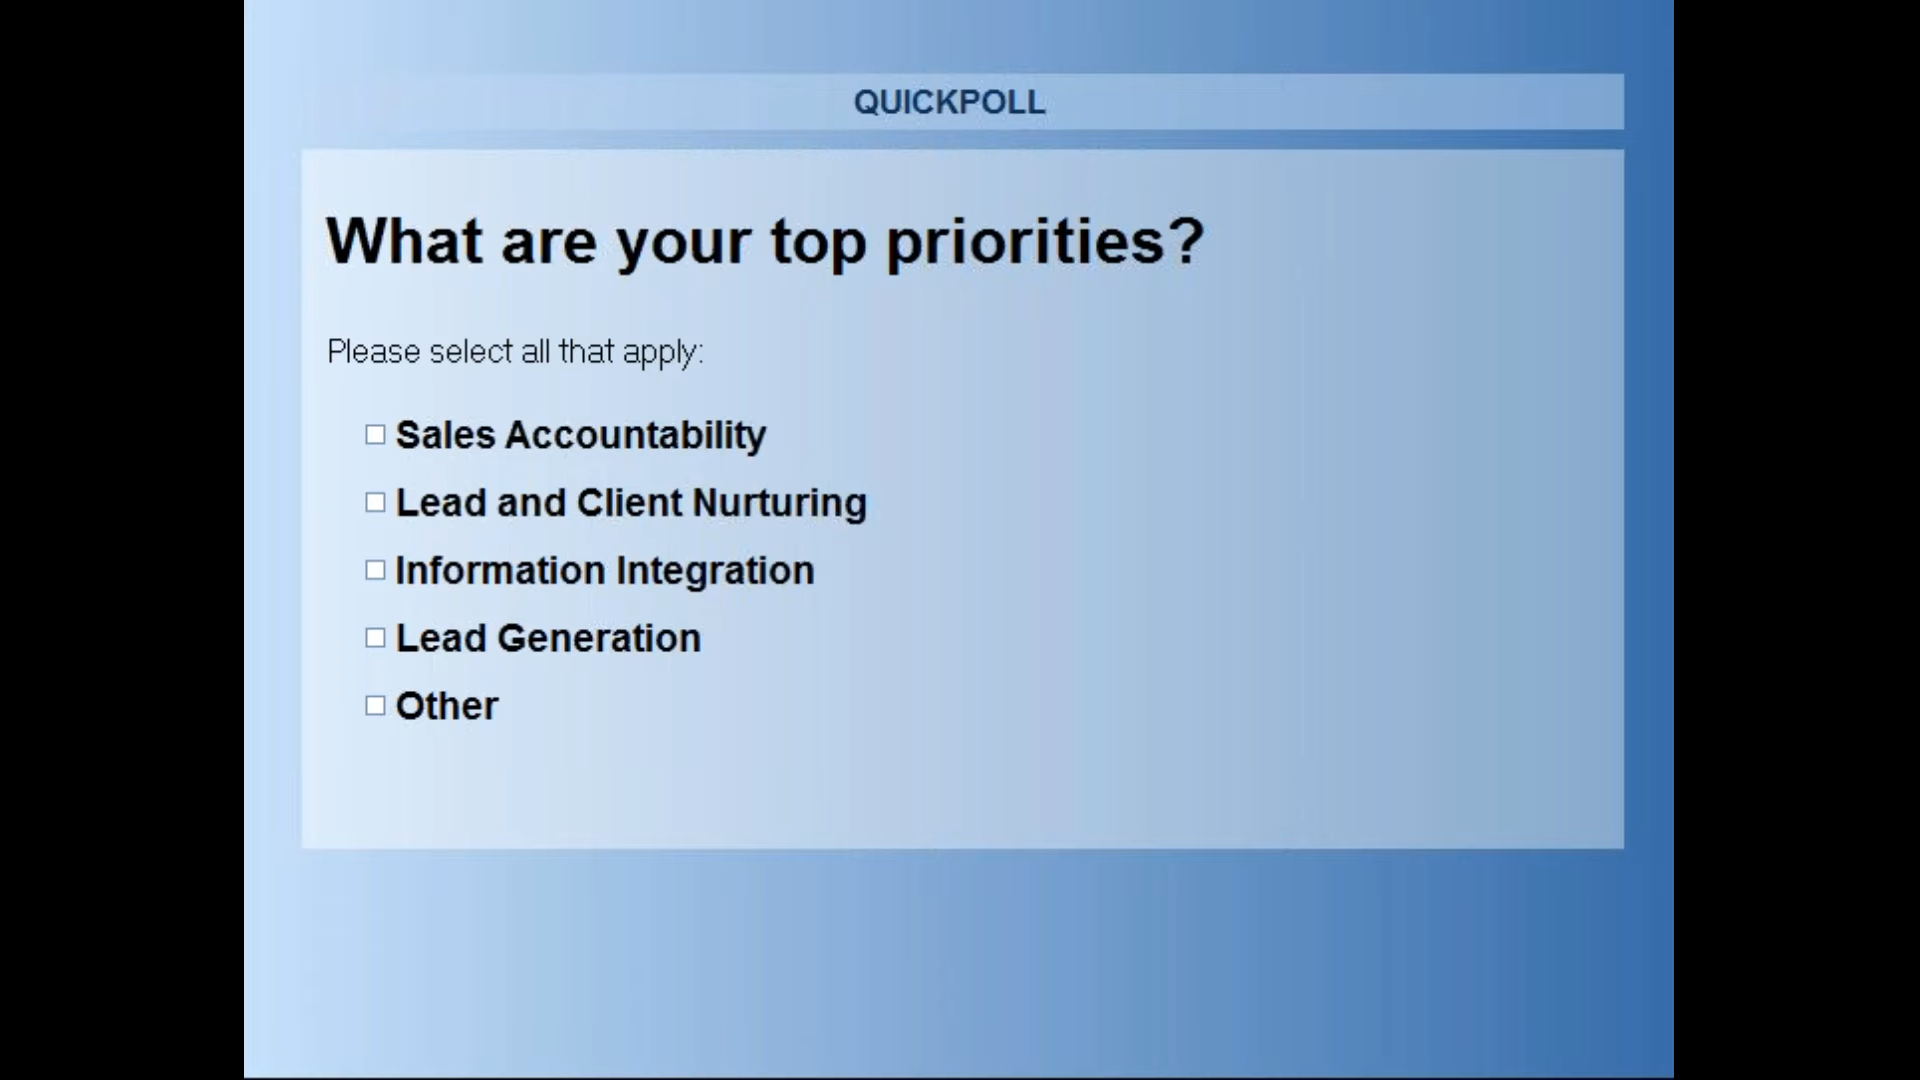 QUICKPOLL
What are your top priorities?
Please select all that apply:
Sales Accountability
Lead and Client Nurturing
Information Integration
Lead Generation
Other